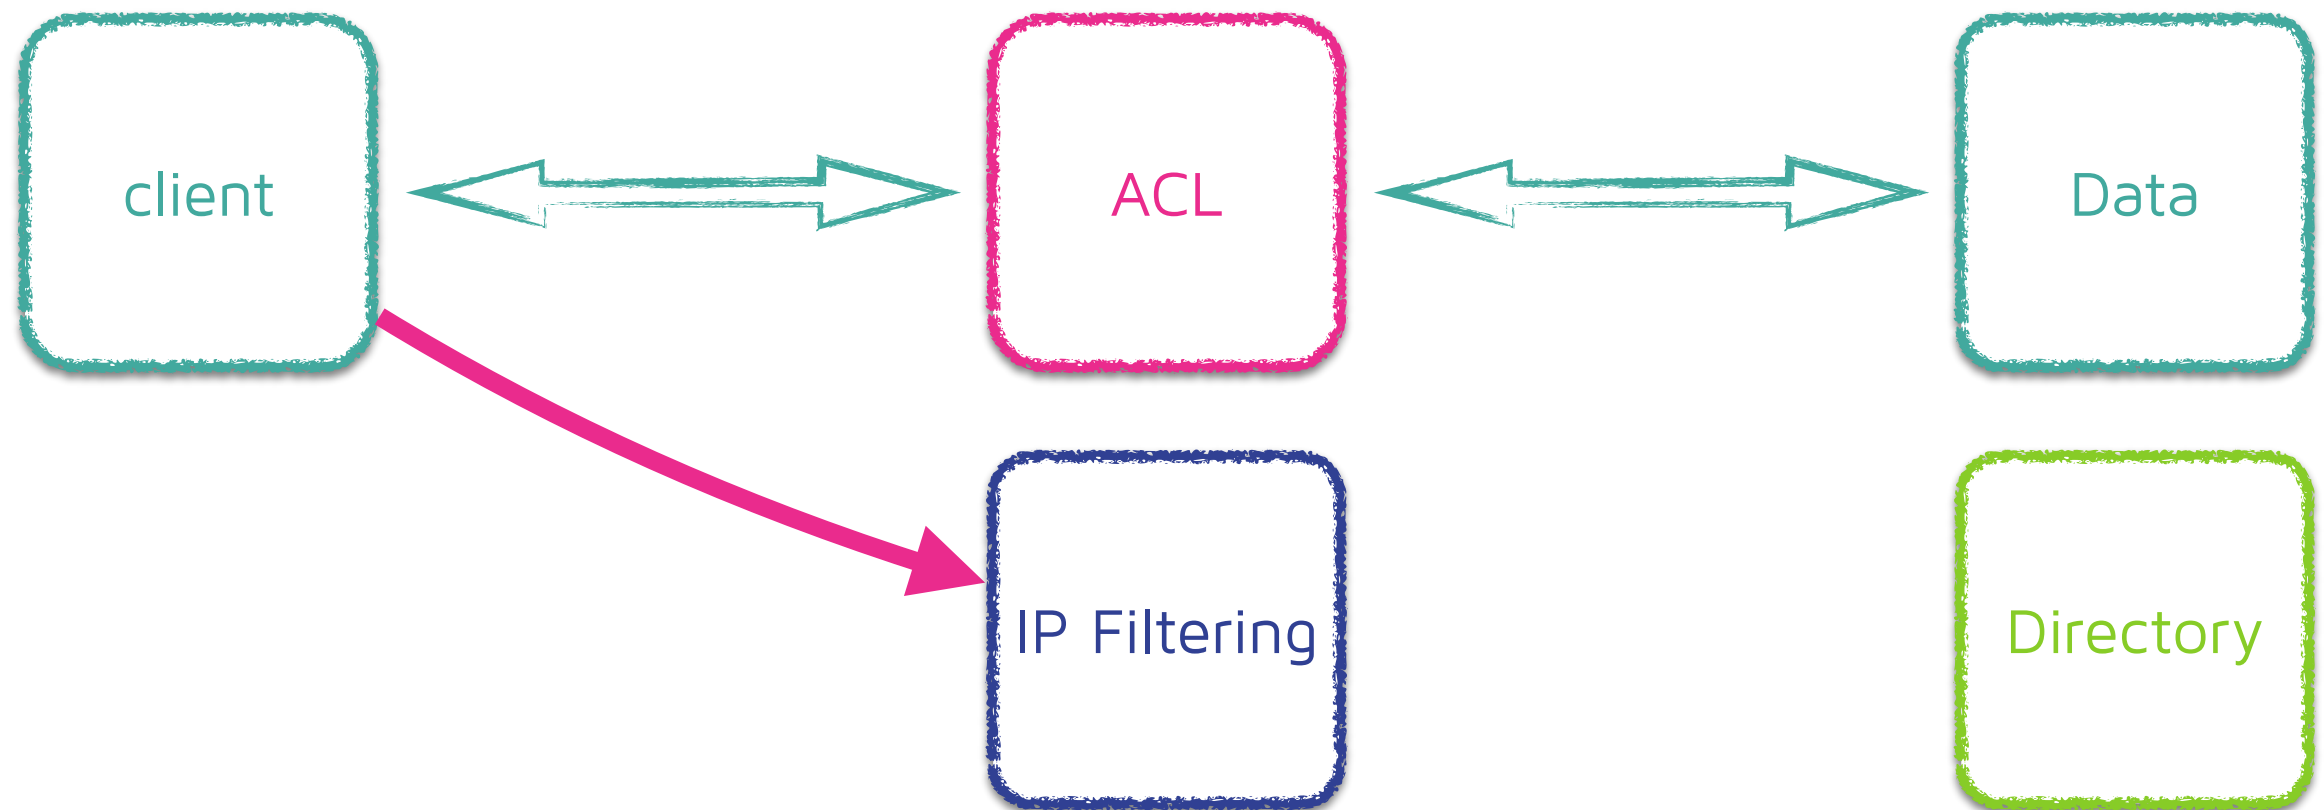 client
ACL
Data
IP Filtering
Directory